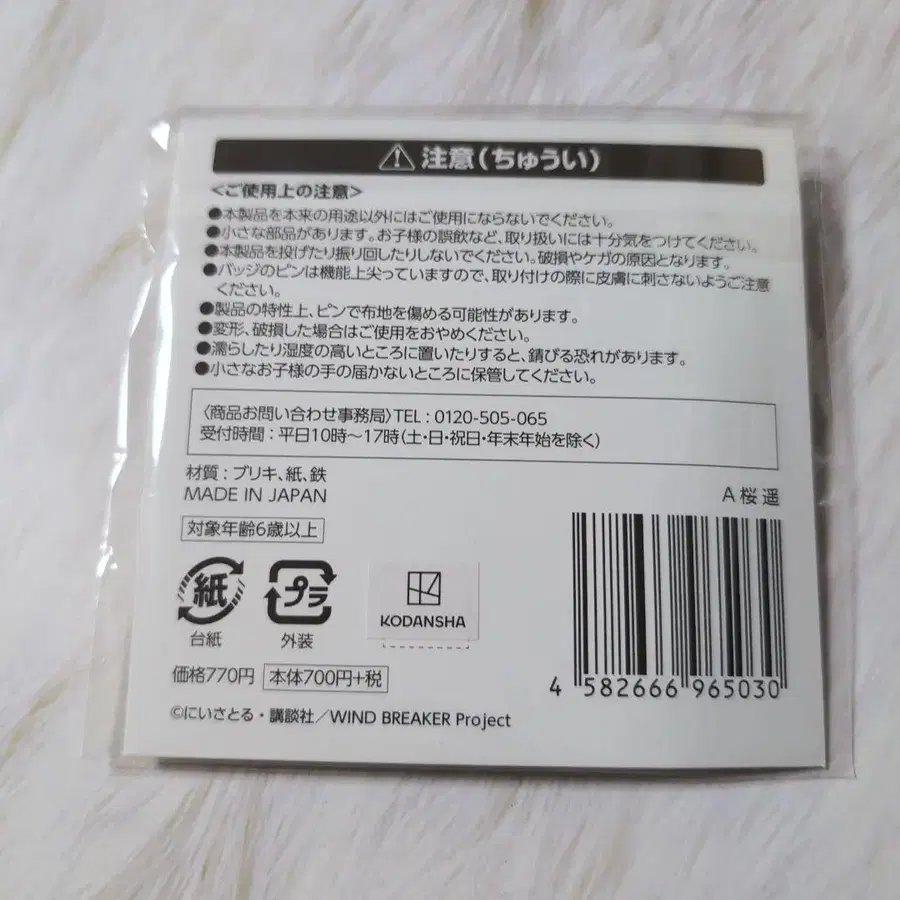 ⚠ 注意(ちゅうい)
<ご使用上の注意>
●本製品を本来の用途以外にはご使用にならないでください。
●小さな部品があります。お子様の誤飲など、取り扱いには十分気をつけてください。
●本製品を投げたり振り回したりしないでください。破損やケガの原因となります。
●バッジのピンは機能上尖っていますので、取り付けの際に皮膚に刺さないようご注意
ください。
●製品の特性上、ピンで布地を傷める可能性があります。
●変形、破損した場合はご使用をおやめください。
●濡らしたり湿度の高いところに置いたりすると、錆びる恐れがあります。
●小さなお子様の手の届かないところに保管してください。
〈商品お問い合わせ事務局〉TEL:0120-505-065
受付時間:平日10時~17時(土・日・祝日・年末年始を除く)
材質:ブリキ、紙、鉄
MADE IN JAPAN
A 桜 遥
対象年齢6歳以上
紙
台紙
プラ
外装
KODANSHA
価格770円 本体700円+税
4 582666 965030
©にいさとる・講談社/WIND BREAKER Project